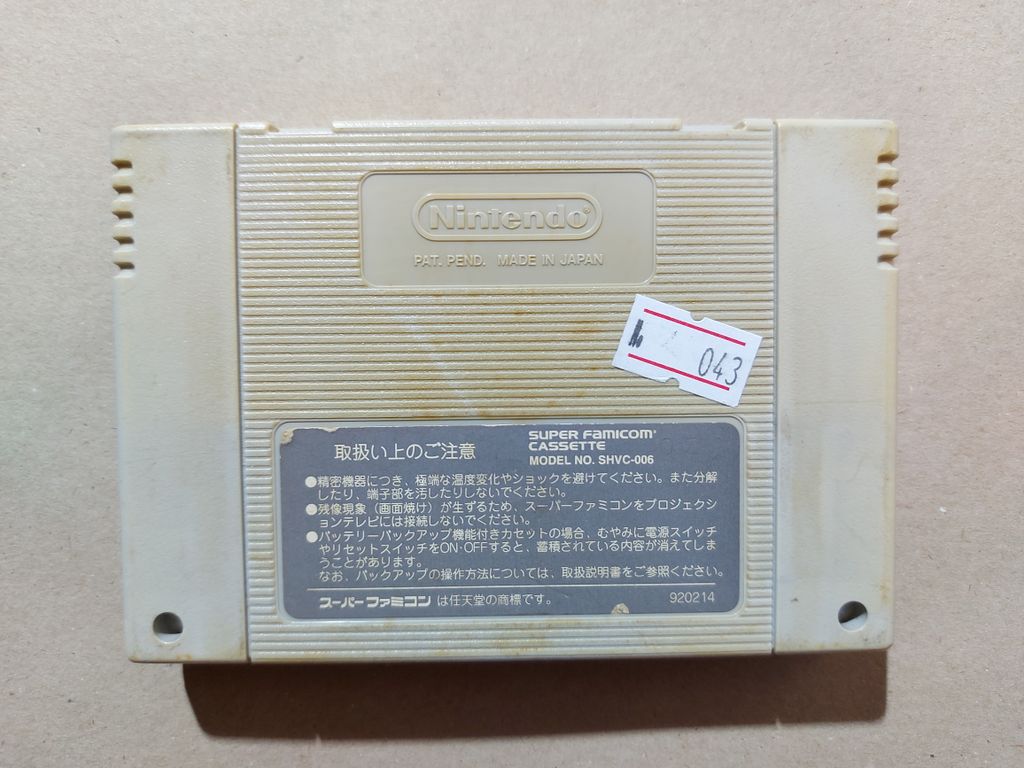 Nintendo®
PAT. PEND. MADE IN JAPAN
043
取扱い上のご注意
SUPER FAMICOM
CASSETTE
MODEL NO. SHVC-006
●精密機器につき、極端な温度変化やショックを避けてください。また分解
したり、端子部を汚したりしないでください。
●残像現象（画面焼け）が生ずるため、スーパーファミコンをプロジェクシ
ョンテレビには接続しないでください。
●バッテリーバックアップ機能付きカセットの場合、むやみに電源スイッチ
やリセットスイッチをON・OFFすると、蓄積されている内容が消えてしま
うことがあります。
なお、バックアップの操作方法については、取扱説明書をご参照ください。
スーパーファミコン は任天堂の商標です。
920214